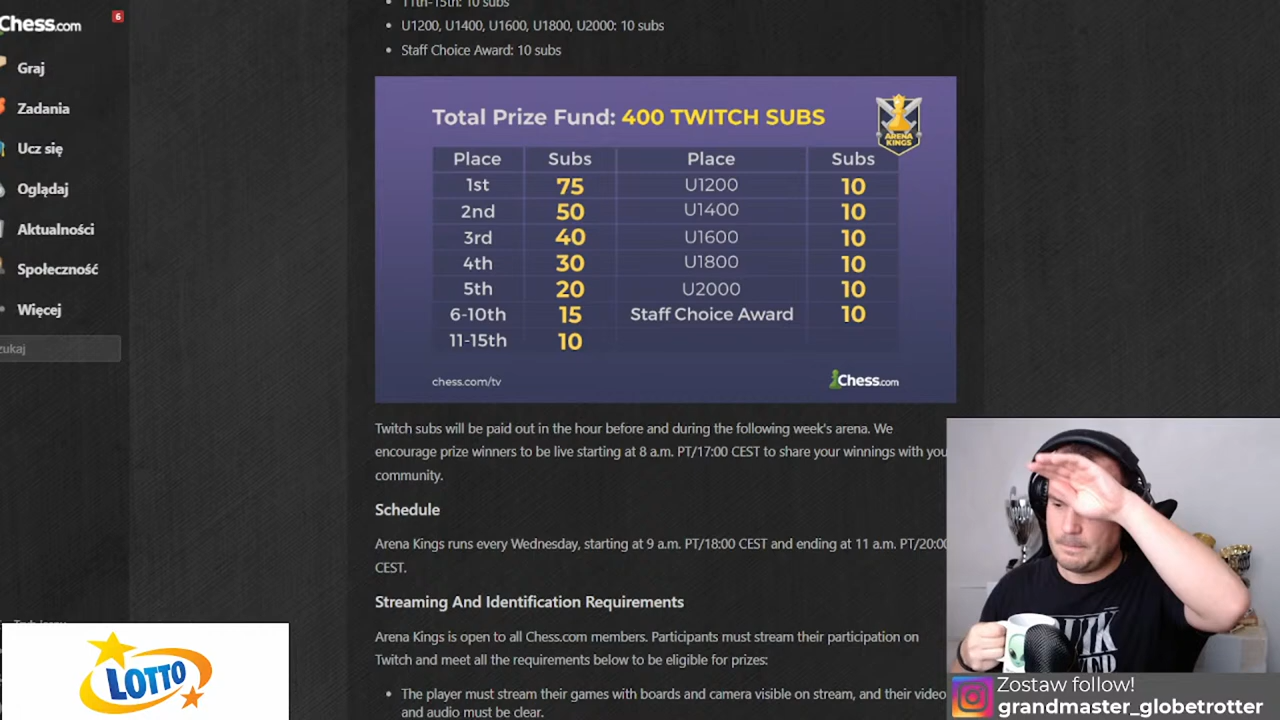 11th-15th: 10 subs
Chess.com
6
U1200, U1400, U1600, U1800, U2000: 10 subs
Staff Choice Award: 10 subs
Graj
Zadania
Ucz się
Oglądaj
Aktualności
Społeczność
Więcej
zukaj
Total Prize Fund: 400 TWITCH SUBS
ARENA
KINGS
Place Subs Place Subs
1st 75 U1200 10
2nd 50 U1400 10
3rd 40 U1600 10
4th 30 U1800 10
5th 20 U2000 10
6-10th 15 Staff Choice Award 10
11-15th 10
chess.com/tv
Chess.com
Twitch subs will be paid out in the hour before and during the following week's arena. We
encourage prize winners to be live starting at 8 a.m. PT/17:00 CEST to share your winnings with you
community.
Schedule
Arena Kings runs every Wednesday, starting at 9 a.m. PT/18:00 CEST and ending at 11 a.m. PT/20:00
CEST.
Streaming And Identification Requirements
Arena Kings is open to all Chess.com members. Participants must stream their participation on
Twitch and meet all the requirements below to be eligible for prizes:
The player must stream their games with boards and camera visible on stream, and their video
and audio must be clear.
LOTTO
Zostaw follow!
grandmaster_globetrotter